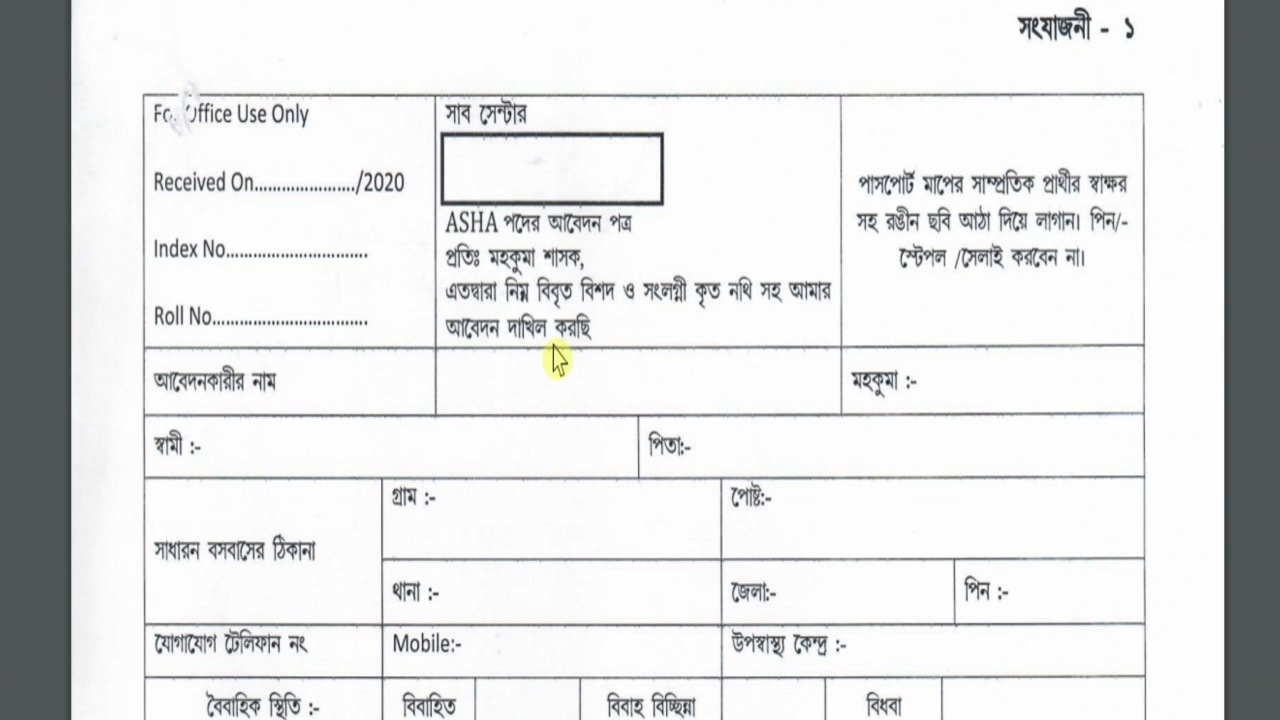 সংযাজনী - ১
For Office Use Only
Received On...................../2020
Index No..............................
Roll No.................................
সাব সেন্টার
ASHA পদের আবেদন পত্র
প্রতিঃ মহকুমা শাসক,
এতদ্বারা নিম্ন বিবৃত বিশদ ও সংলগ্নী কৃত নথি সহ আমার
আবেদন দাখিল করছি
পাসপোর্ট মাপের সাম্প্রতিক প্রার্থীর স্বাক্ষর
সহ রঙীন ছবি আঠা দিয়ে লাগান। পিন/-
স্টেপল /সেলাই করবেন না।
আবেদনকারীর নাম
মহকুমা :-
স্বামী :-
পিতা:-
সাধারন বসবাসের ঠিকানা
গ্রাম :-
পোষ্ট:-
থানা :-
জেলা:-
পিন :-
যোগাযোগ টেলিফান নং
Mobile:-
উপস্বাস্থ্য কেন্দ্র :-
বৈবাহিক স্থিতি :-
বিবাহিত
বিবাহ বিচ্ছিন্না
বিধবা